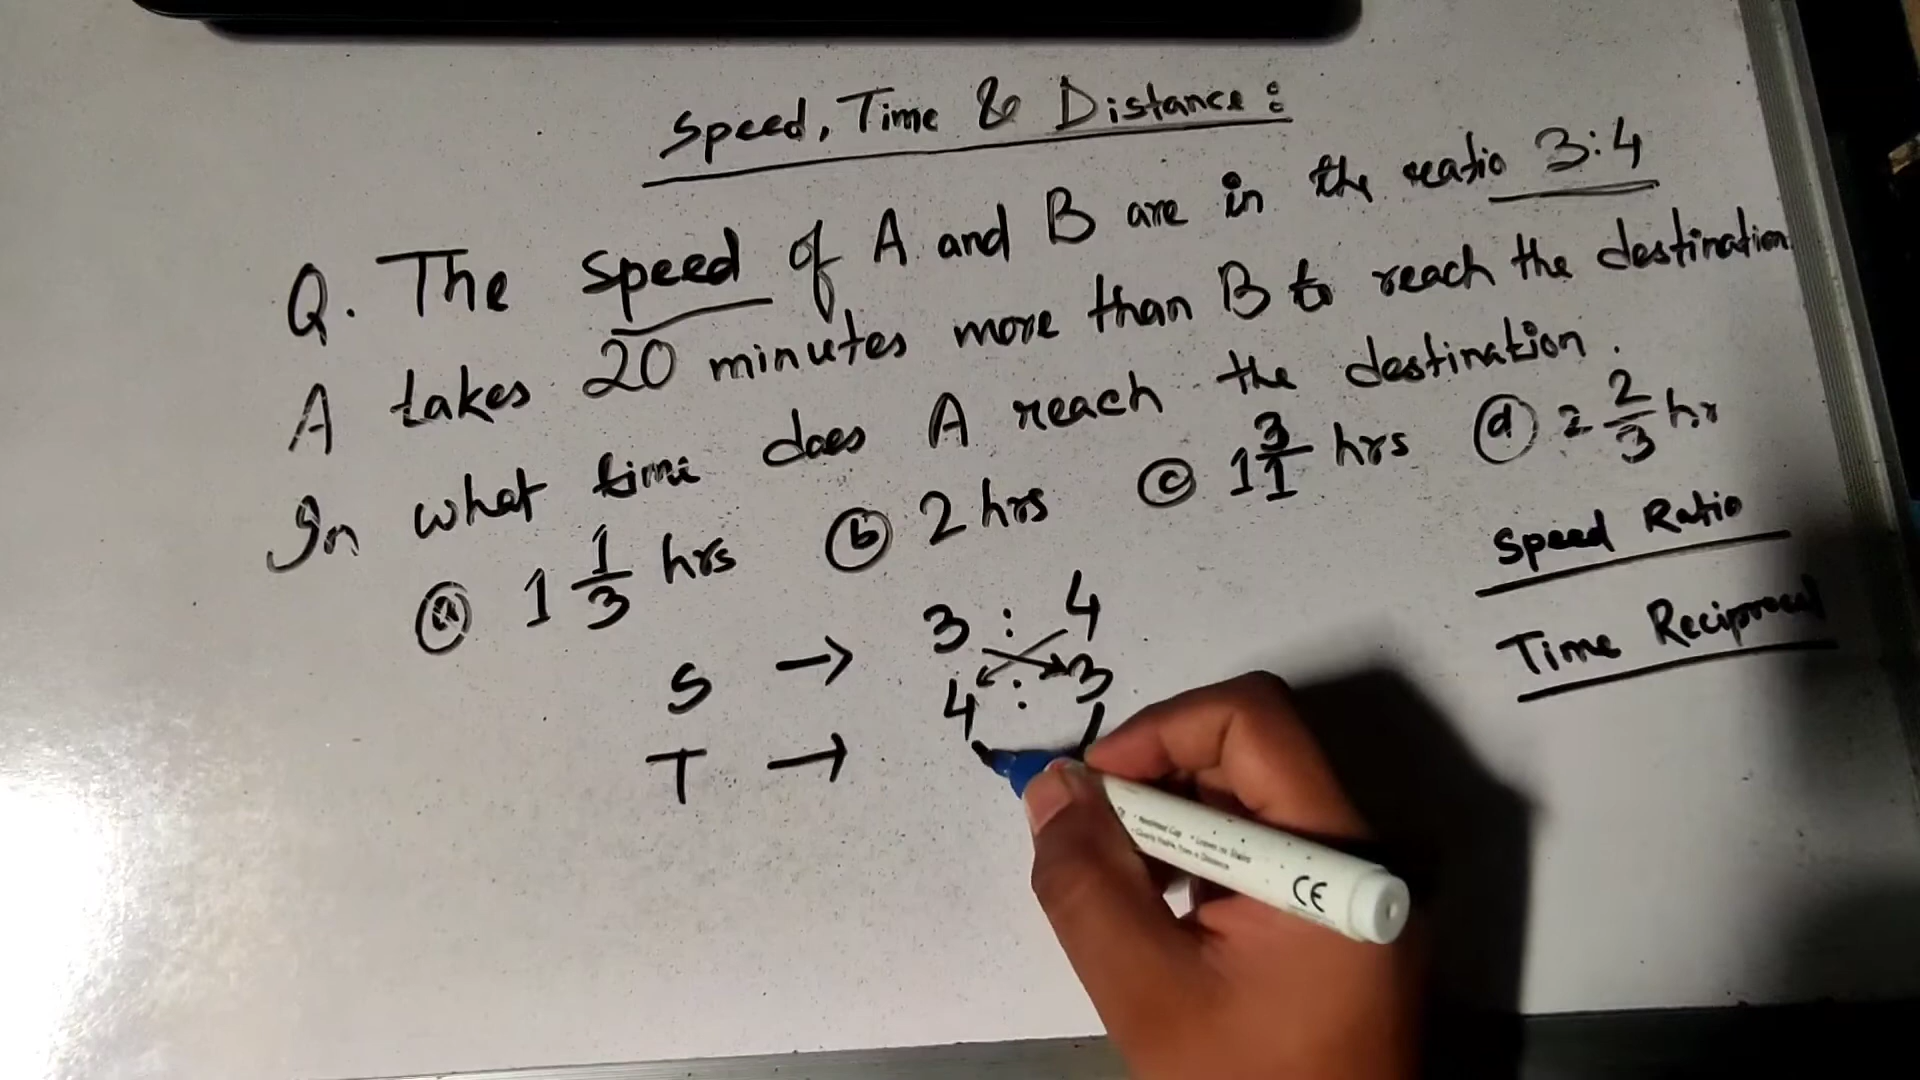 Speed, Time & Distance:
Q. The speed of A and B are in the ratio 3:4
A takes 20 minutes more than B to reach the destination.
In what time does A reach the destination.
(a) 1 1/3 hrs (b) 2 hrs (c) 1 3/1 hrs (d) 2 2/3 hr
Speed Ratio
Time Reciprocal
S → 3 : 4
T → 4 : 3
CE